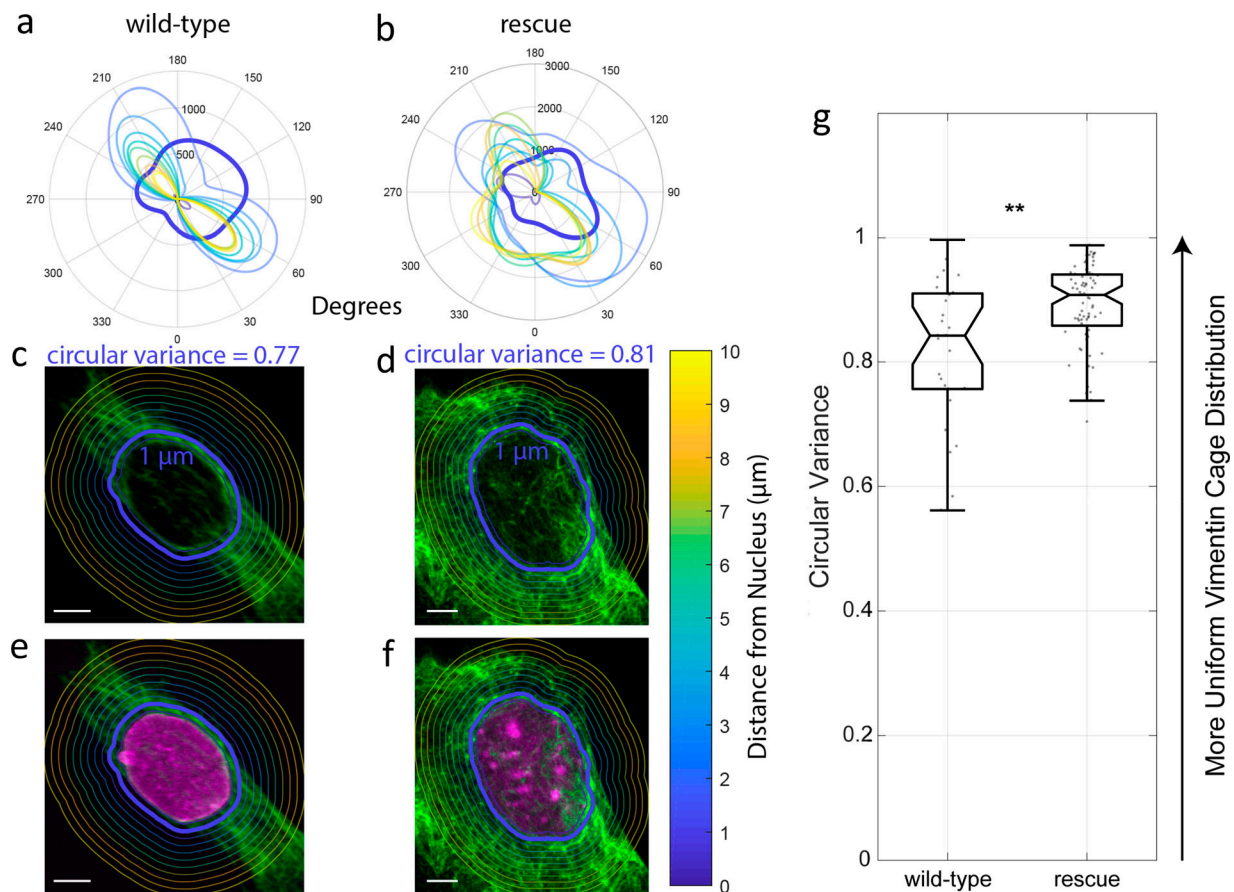 a
wild-type
180
210
150
240
120
1000
500
270
90
300
60
330
30
0
b
rescue
180
210
3000
150
2000
240
120
1000
0
270
90
300
60
330
30
0
Degrees
c
circular variance = 0.77
1 µm
d
circular variance = 0.81
1 µm
e
f
10
9
8
7
6
5
4
3
2
1
0
Distance from Nucleus (µm)
g
**
1
0.8
0.6
0.4
0.2
0
Circular Variance
wild-type
rescue
More Uniform Vimentin Cage Distribution